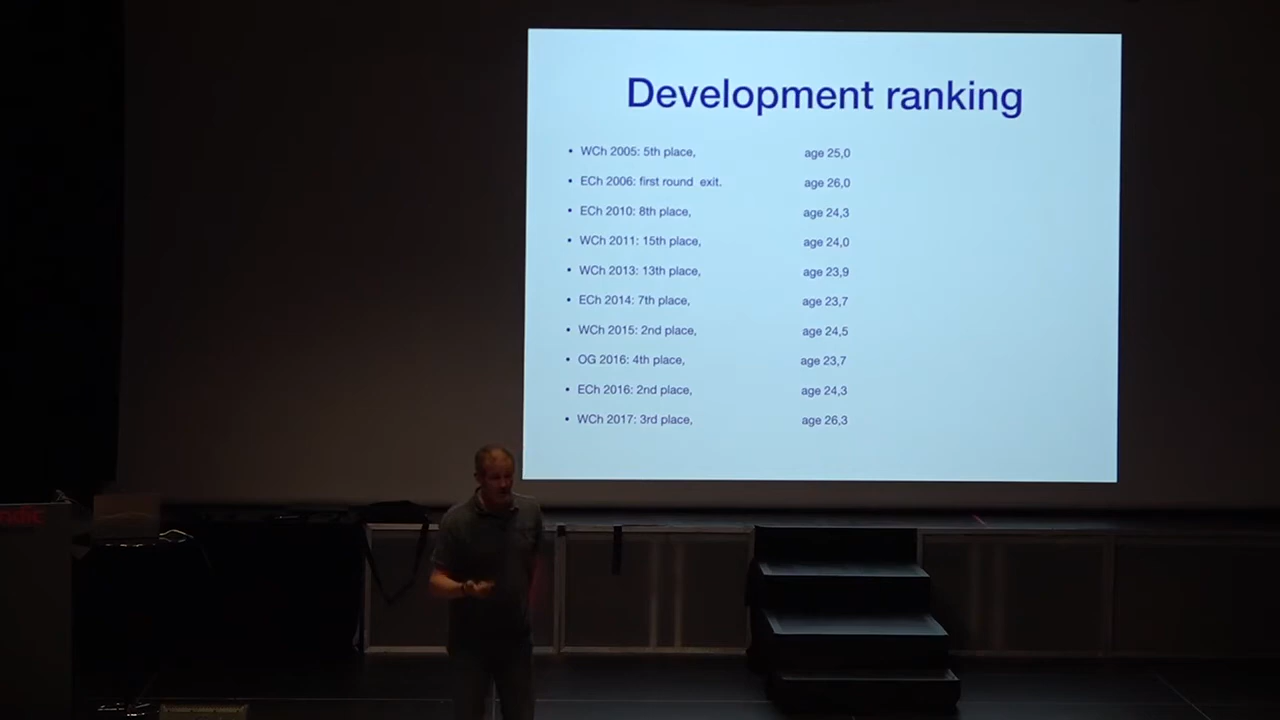 Development ranking
• WCh 2005: 5th place, age 25,0
• ECh 2006: first round exit. age 26,0
• ECh 2010: 8th place, age 24,3
• WCh 2011: 15th place, age 24,0
• WCh 2013: 13th place, age 23,9
• ECh 2014: 7th place, age 23,7
• WCh 2015: 2nd place, age 24,5
• OG 2016: 4th place, age 23,7
• ECh 2016: 2nd place, age 24,3
• WCh 2017: 3rd place, age 26,3